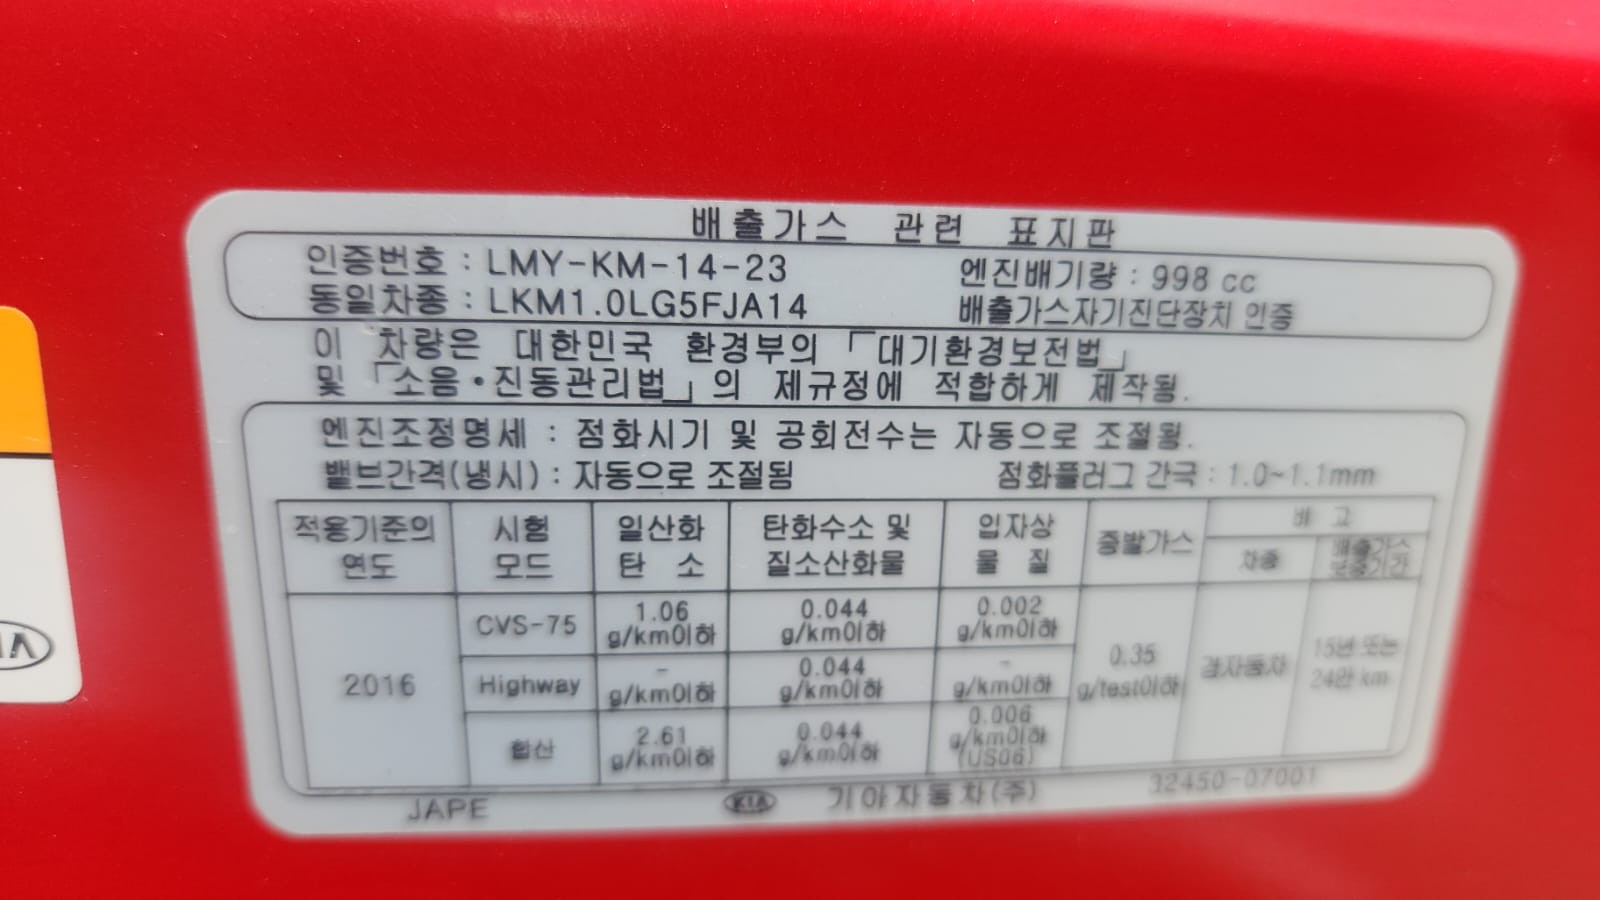 배출가스 관련 표지판
인증번호 : LMY-KM-14-23 엔진배기량 : 998 cc
동일차종 : LKM1.0LG5FJA14 배출가스자기진단장치 인증
이 차량은 대한민국 환경부의 「대기환경보전법」
및 「소음·진동관리법」의 제규정에 적합하게 제작됨.
엔진조정명세 : 점화시기 및 공회전수는 자동으로 조절됨.
밸브간격(냉시) : 자동으로 조절됨 점화플러그 간극 : 1.0~1.1mm
적용기준의 연도 시험 모드 일산화 탄소 탄화수소 및 질소산화물 입자상 물질 증발가스 비고
차종 배출가스 보증기간
2016 CVS-75 1.06 g/km이하 0.044 g/km이하 0.002 g/km이하 0.35 g/test이하 경자동차 15년 또는 24만 km
Highway - g/km이하 0.044 g/km이하 - g/km이하
합산 2.61 g/km이하 0.044 g/km이하 0.006 g/km이하 (US06)
JAPE KIA 기아자동차(주) 32450-07001